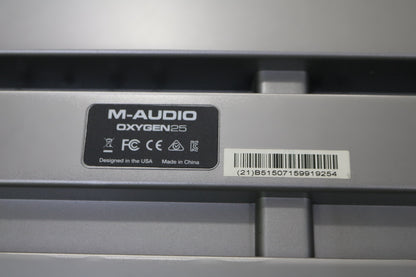 M-AUDIO
OXYGEN25
FC CE
Designed in the USA Made in China
(21)B51507159919254